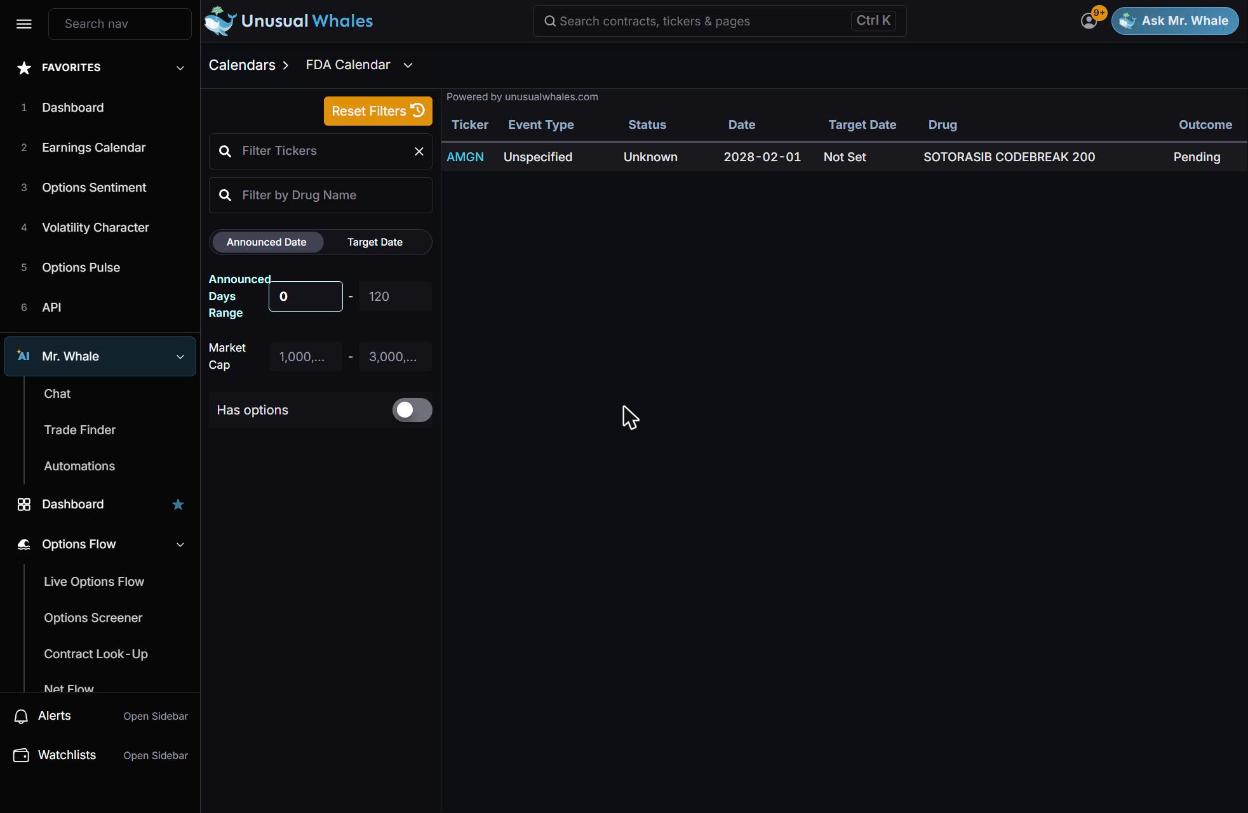 Search nav
Unusual Whales
Search contracts, tickers & pages
Ctrl K
9+
Ask Mr. Whale
FAVORITES
1 Dashboard
2 Earnings Calendar
3 Options Sentiment
4 Volatility Character
5 Options Pulse
6 API
AI Mr. Whale
Chat
Trade Finder
Automations
Dashboard
Options Flow
Live Options Flow
Options Screener
Contract Look-Up
Net Flow
Alerts Open Sidebar
Watchlists Open Sidebar
Calendars FDA Calendar
Reset Filters
Filter Tickers
Filter by Drug Name
Announced Date Target Date
Announced
Days
Range
0 - 120
Market
Cap
1,000,... - 3,000,...
Has options
Powered by unusualwhales.com
Ticker Event Type Status Date Target Date Drug Outcome
AMGN Unspecified Unknown 2028-02-01 Not Set SOTORASIB CODEBREAK 200 Pending